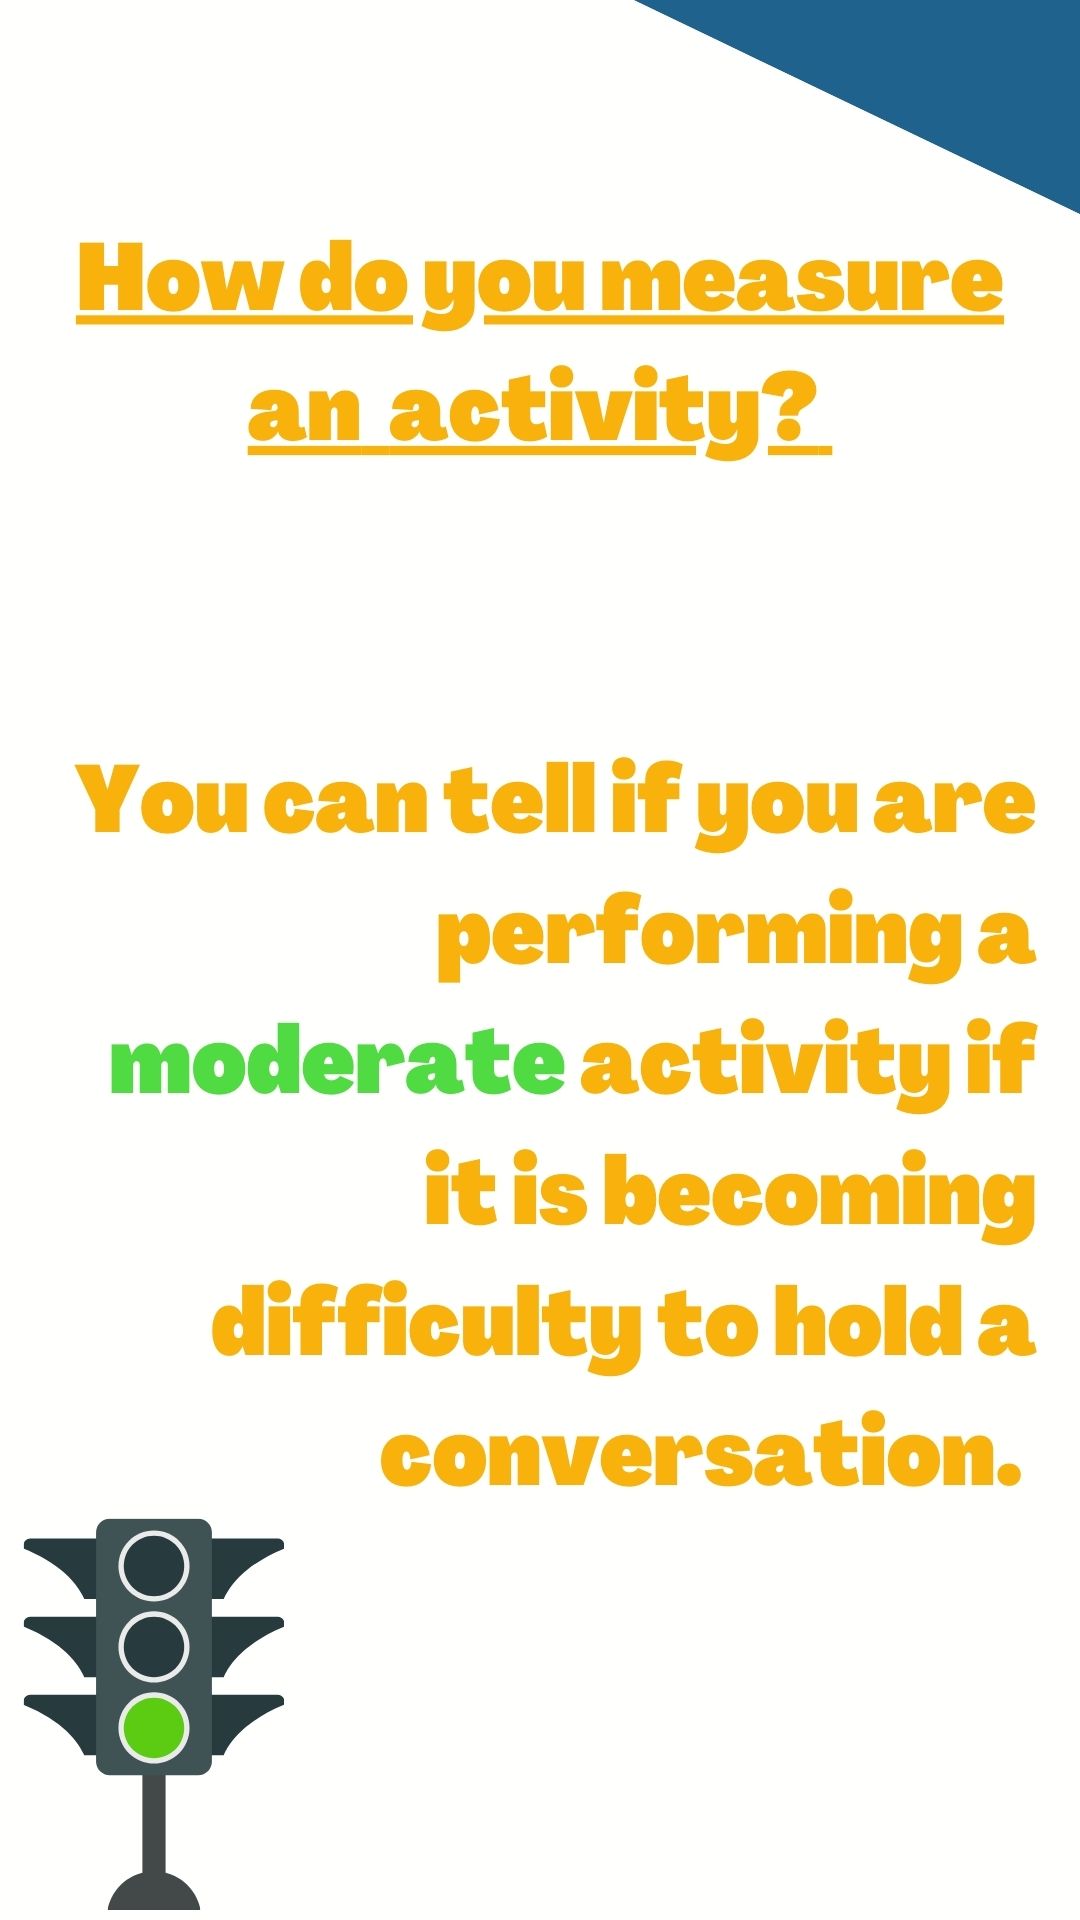 How do you measure
an activity?
You can tell if you are
performing a
moderate activity if
it is becoming
difficulty to hold a
conversation.